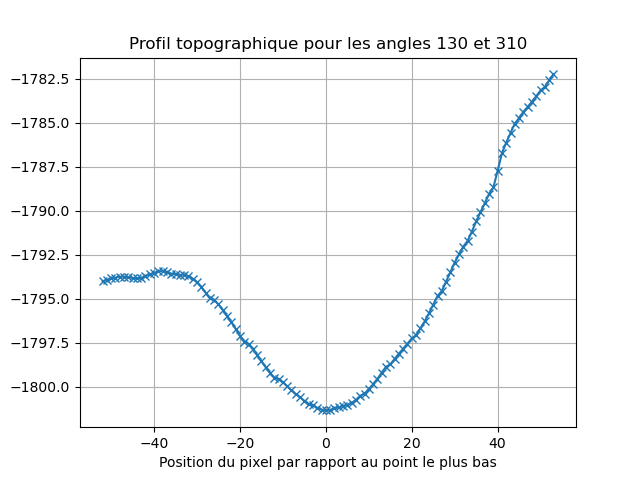 Profil topographique pour les angles 130 et 310
−1782.5
−1785.0
−1787.5
−1790.0
−1792.5
−1795.0
−1797.5
−1800.0
−40 −20 0 20 40
Position du pixel par rapport au point le plus bas